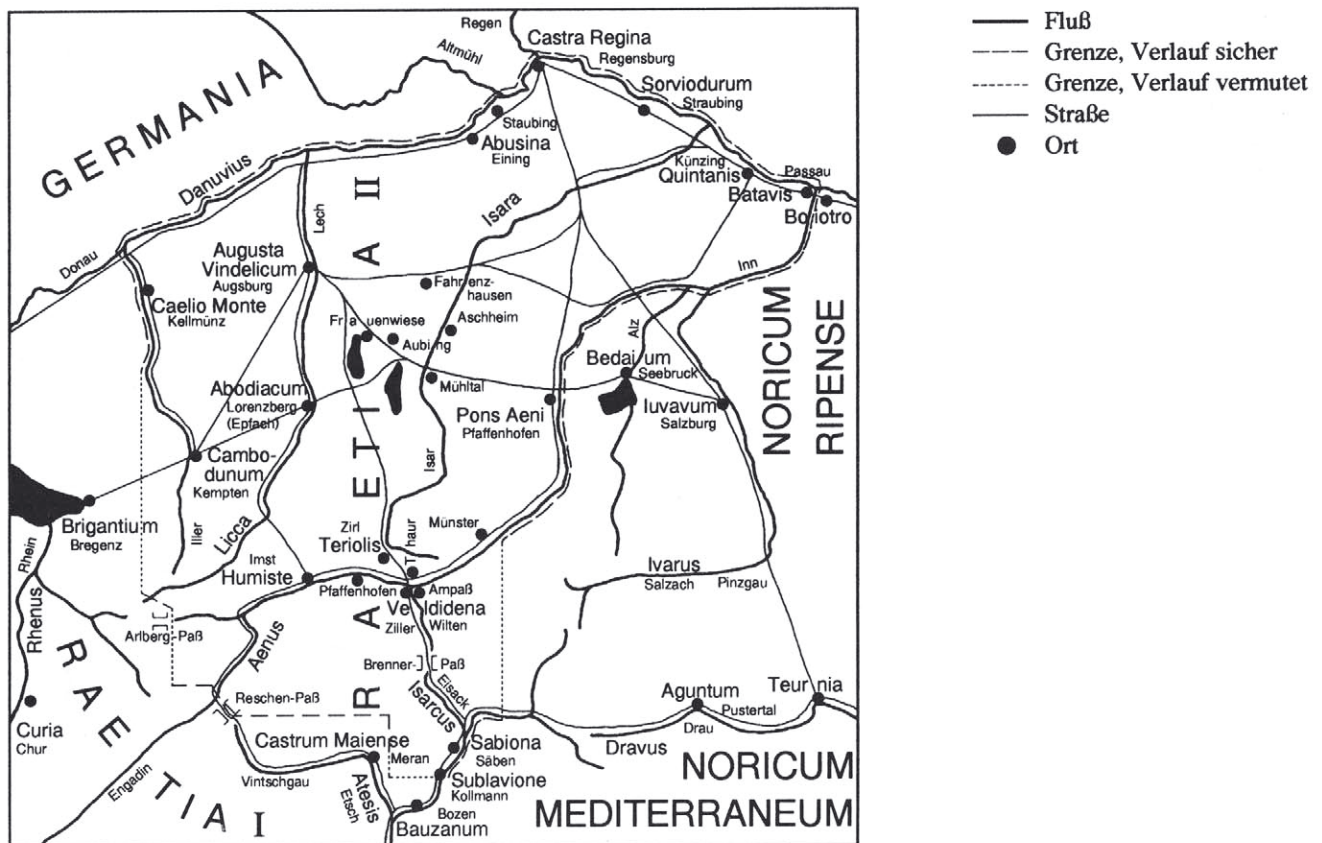 Regen
Altmühl
Castra Regina
Regensburg
Sorviodurum
Straubing
Staubing
Abusina
Eining
GERMANIA
Danuvius
Donau
Lech
Isara
Künzing
Quintanis
Passau
Batavis
Boiotro
Augusta
Vindelicum
Augsburg
Caelio Monte
Kellmünz
Fahrenz-
hausen
Inn
Frauenwiese
Aschheim
Aubing
Alz
Bedaium
Seebruck
NORICUM
RIPENSE
Abodiacum
Lorenzberg
(Epfach)
Mühltal
Pons Aeni
Pfaffenhofen
Iuvavum
Salzburg
Cambo-
dunum
Kempten
Isar
Brigantium
Bregenz
Iller
Licca
Münster
Zirl
Teriolis
Thaur
Imst
Humiste
Pfaffenhofen
Ampaß
Veldidena
Wilten
Ziller
Ivarus
Salzach
Pinzgau
Rhein
Rhenus
Arlberg-Paß
Aenus
Brenner-Paß
Eisack
Isarcus
Reschen-Paß
Curia
Chur
Aguntum
Pustertal
Teurnia
Drau
Dravus
Castrum Maiense
Meran
Sabiona
Säben
Vintschgau
Engadin
Atesis
Etsch
Sublavione
Kollmann
Bozen
Bauzanum
RAETIA I
RAETIA II
NORICUM
MEDITERRANEUM
Fluß
Grenze, Verlauf sicher
Grenze, Verlauf vermutet
Straße
Ort